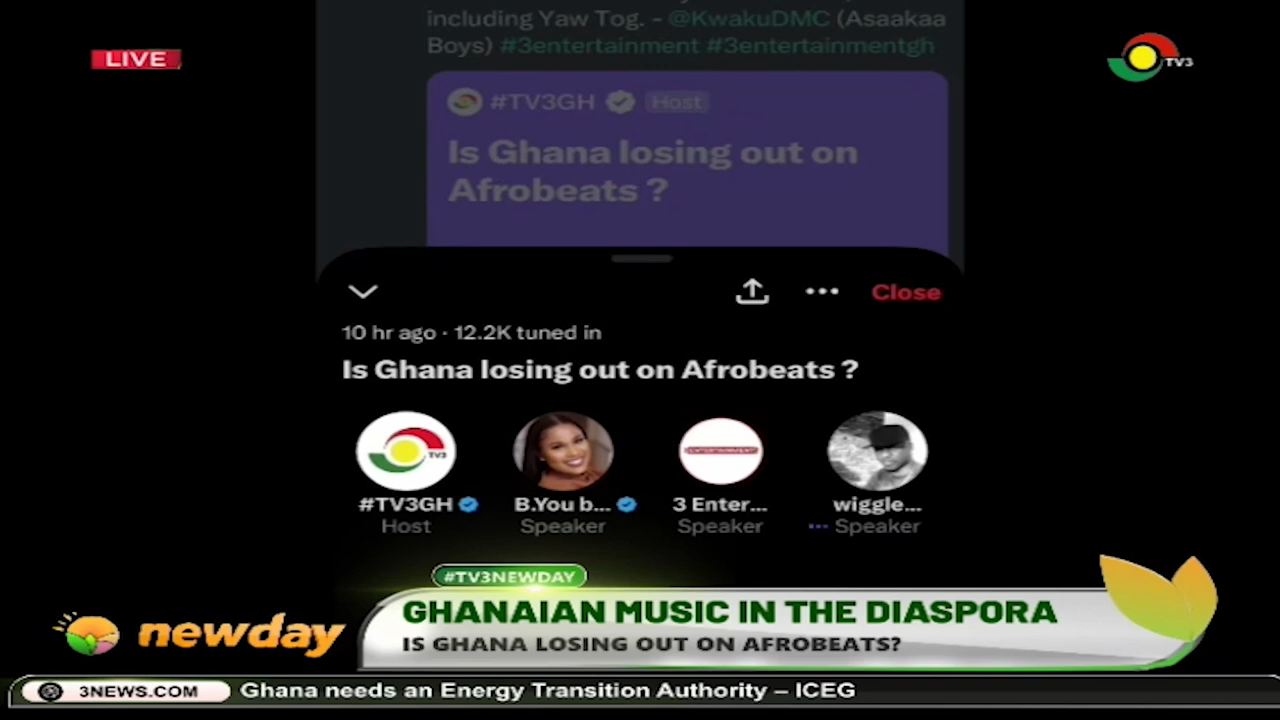 including Yaw Tog. - @KwakuDMC (Asaakaa
Boys) #3entertainment #3entertainmentgh
LIVE
TV3
#TV3GH Host
Is Ghana losing out on
Afrobeats ?
Close
10 hr ago · 12.2K tuned in
Is Ghana losing out on Afrobeats ?
TV3
ENTERTAINMENT
#TV3GH B.You b... 3 Enter... wiggle...
Host Speaker Speaker Speaker
#TV3NEWDAY
GHANAIAN MUSIC IN THE DIASPORA
newday
IS GHANA LOSING OUT ON AFROBEATS?
3NEWS.COM Ghana needs an Energy Transition Authority – ICEG